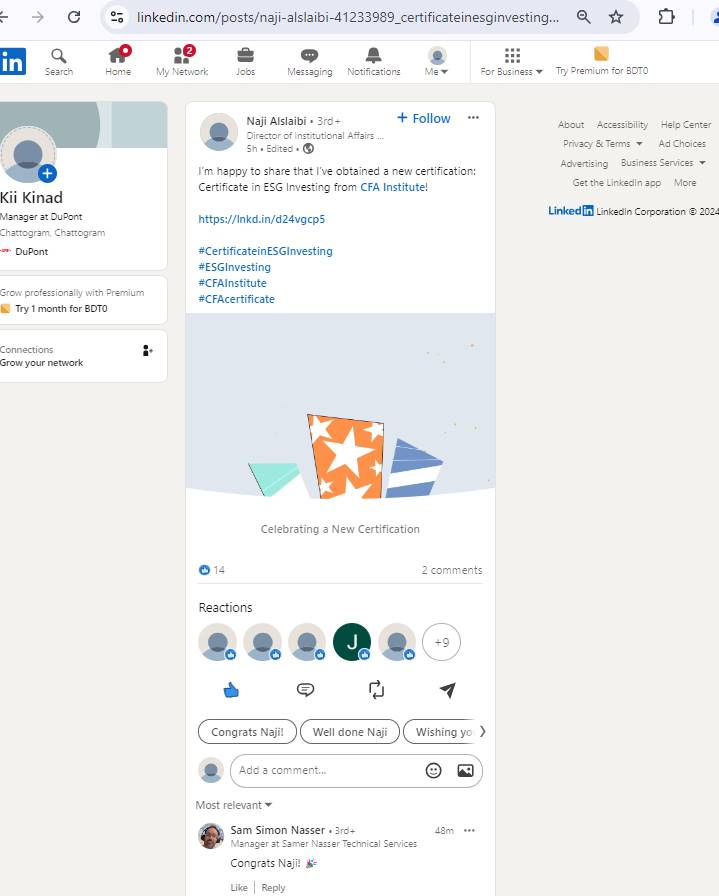 linkedin.com/posts/naji-alslaibi-41233989_certificateinesginvesting...
in
Search
Home
2
My Network
Jobs
Messaging
Notifications
Me
For Business
Try Premium for BDT0
Kii Kinad
Manager at DuPont
Chattogram, Chattogram
DuPont
Grow professionally with Premium
Try 1 month for BDT0
Connections
Grow your network
Naji Alslaibi • 3rd+
+ Follow
Director of Institutional Affairs ...
5h • Edited •
I'm happy to share that I've obtained a new certification:
Certificate in ESG Investing from CFA Institute!
https://lnkd.in/d24vgcp5
#CertificateinESGInvesting
#ESGInvesting
#CFAInstitute
#CFAcertificate
Celebrating a New Certification
14
2 comments
Reactions
J
+9
Congrats Naji!
Well done Naji
Wishing yo
Add a comment...
Most relevant
Sam Simon Nasser • 3rd+
48m
Manager at Samer Nasser Technical Services
Congrats Naji! 🎉
Like | Reply
About Accessibility Help Center
Privacy & Terms Ad Choices
Advertising Business Services
Get the LinkedIn app More
LinkedIn LinkedIn Corporation © 2024